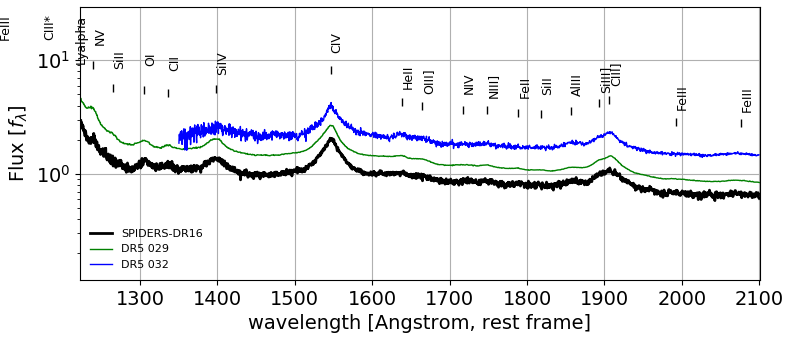 FeIII
CIII*
Lyalpha
NV
SiII
OI
CII
SiIV
CIV
HeII
OIII]
NIV
NIII]
FeII
SiII
AlIII
SiIII]
CIII]
FeIII
FeIII
10¹
10⁰
Flux [fλ]
SPIDERS-DR16
DR5 029
DR5 032
1300 1400 1500 1600 1700 1800 1900 2000 2100
wavelength [Angstrom, rest frame]